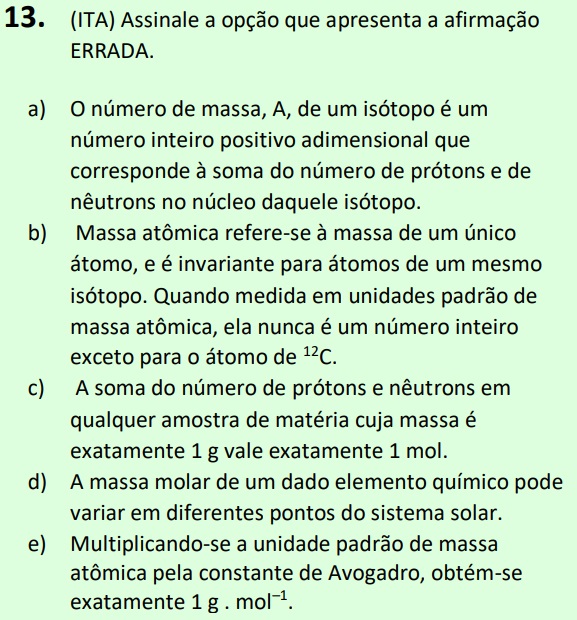 13. (ITA) Assinale a opção que apresenta a afirmação
ERRADA.
a) O número de massa, A, de um isótopo é um
número inteiro positivo adimensional que
corresponde à soma do número de prótons e de
nêutrons no núcleo daquele isótopo.
b) Massa atômica refere-se à massa de um único
átomo, e é invariante para átomos de um mesmo
isótopo. Quando medida em unidades padrão de
massa atômica, ela nunca é um número inteiro
exceto para o átomo de ¹²C.
c) A soma do número de prótons e nêutrons em
qualquer amostra de matéria cuja massa é
exatamente 1 g vale exatamente 1 mol.
d) A massa molar de um dado elemento químico pode
variar em diferentes pontos do sistema solar.
e) Multiplicando-se a unidade padrão de massa
atômica pela constante de Avogadro, obtém-se
exatamente 1 g . mol⁻¹.